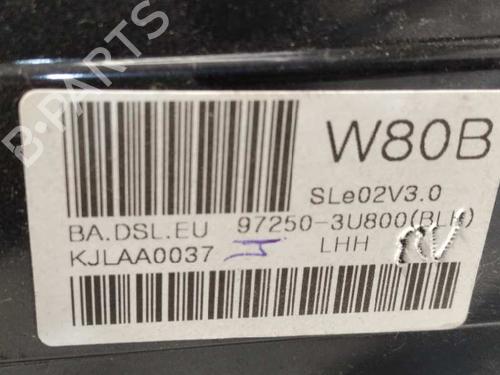 W80B
SLe02V3.0
BA.DSL.EU 97250-3U800(BLH)
KJLAA0037 LHH
B-PARTS